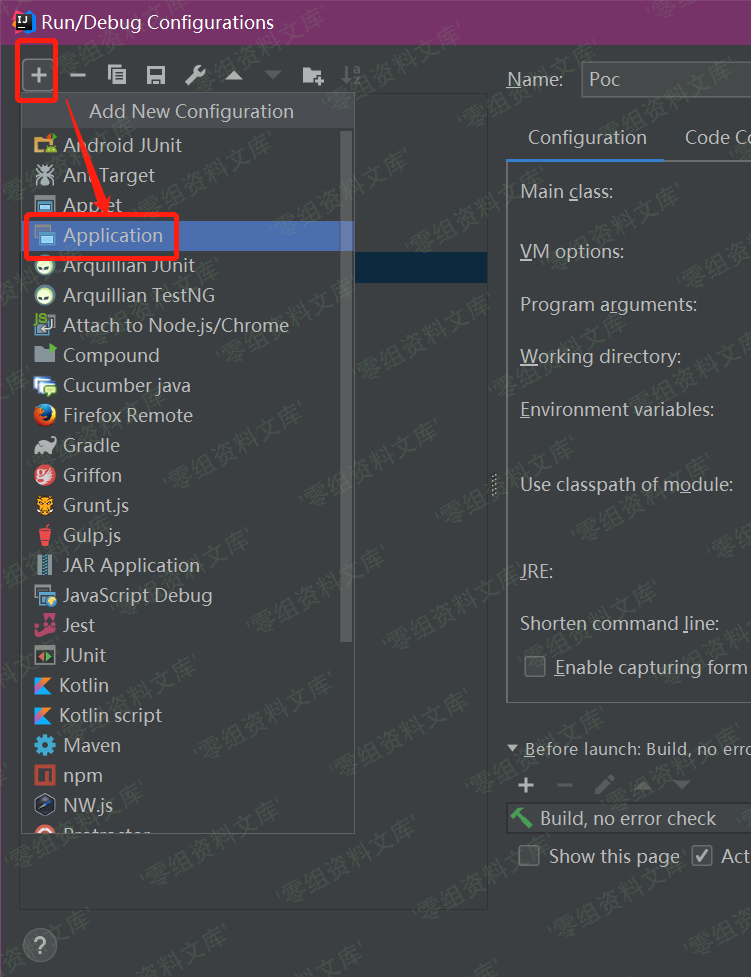 Run/Debug Configurations
Name: Poc
Add New Configuration
Android JUnit
Ant Target
Applet
Application
Arquillian JUnit
Arquillian TestNG
Attach to Node.js/Chrome
Compound
Cucumber java
Firefox Remote
Gradle
Griffon
Grunt.js
Gulp.js
JAR Application
JavaScript Debug
Jest
JUnit
Kotlin
Kotlin script
Maven
npm
NW.js
Protractor
Configuration
Code Co
Main class:
VM options:
Program arguments:
Working directory:
Environment variables:
Use classpath of module:
JRE:
Shorten command line:
Enable capturing form
Before launch: Build, no erro
Build, no error check
Show this page
Act
?
'零组资料文库'